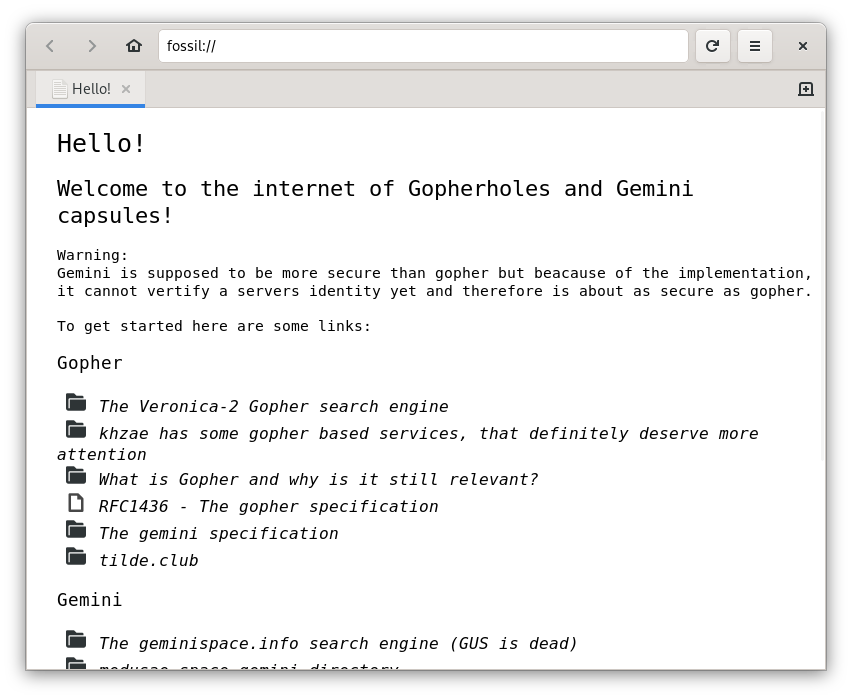 fossil://
Hello!
Hello!
Welcome to the internet of Gopherholes and Gemini
capsules!
Warning:
Gemini is supposed to be more secure than gopher but beacause of the implementation,
it cannot vertify a servers identity yet and therefore is about as secure as gopher.
To get started here are some links:
Gopher
The Veronica-2 Gopher search engine
khzae has some gopher based services, that definitely deserve more
attention
What is Gopher and why is it still relevant?
RFC1436 - The gopher specification
The gemini specification
tilde.club
Gemini
The geminispace.info search engine (GUS is dead)
medusae.space gemini directory